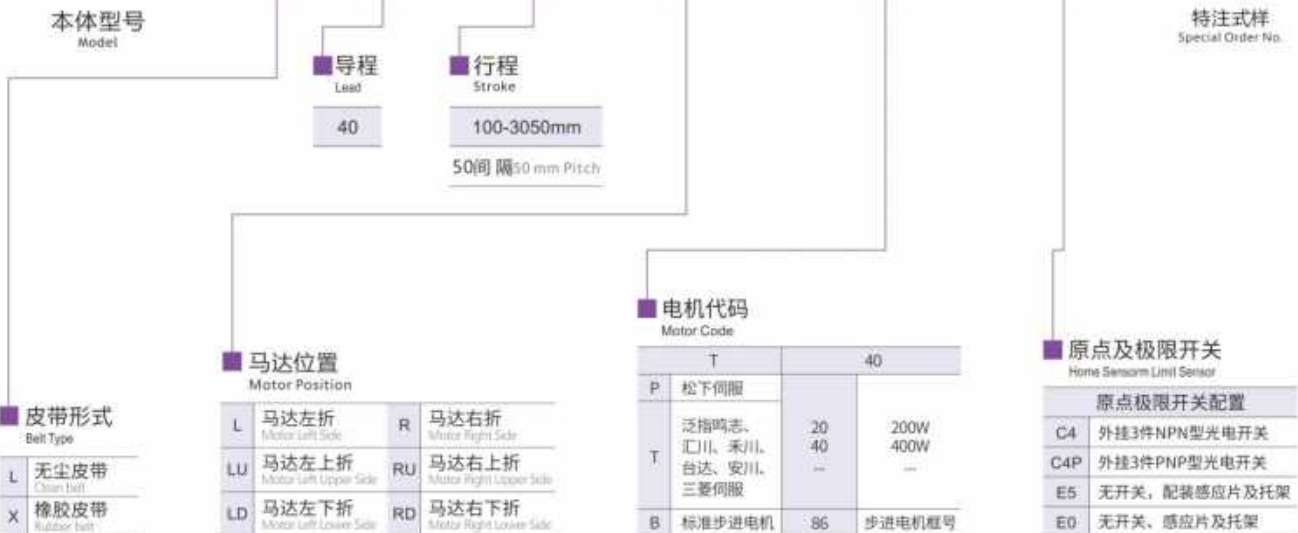 本体型号
Model
特注式样
Special Order No.
导程
Lead
40
行程
Stroke
100-3050mm
50间 隔50 mm Pitch
电机代码
Motor Code
T 40
P 松下伺服
T 泛指鸣志、汇川、禾川、台达、安川、三菱伺服
20 200W
40 400W
... ...
B 标准步进电机 86 步进电机框号
马达位置
Motor Position
L 马达左折 R 马达右折
Motor Left Side Motor Right Side
LU 马达左上折 RU 马达右上折
Motor Left Upper Side Motor Right Upper Side
LD 马达左下折 RD 马达右下折
Motor Left Lower Side Motor Right Lower Side
皮带形式
Belt Type
L 无尘皮带
Clean belt
X 橡胶皮带
Rubber belt
原点及极限开关
Home Sensorm Limit Sensor
原点极限开关配置
C4 外挂3件NPN型光电开关
C4P 外挂3件PNP型光电开关
E5 无开关，配装感应片及托架
E0 无开关、感应片及托架